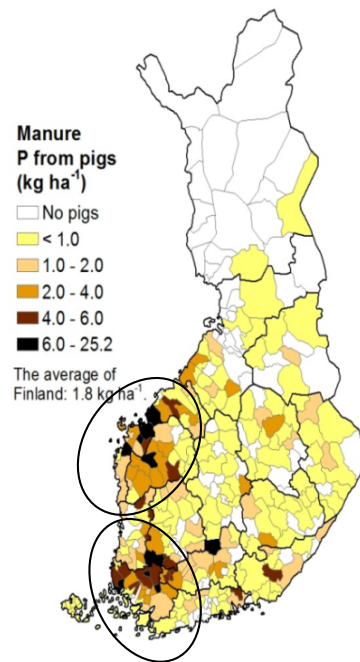 Manure
P from pigs
(kg ha⁻¹)
No pigs
< 1.0
1.0 - 2.0
2.0 - 4.0
4.0 - 6.0
6.0 - 25.2
The average of
Finland: 1.8 kg ha⁻¹.